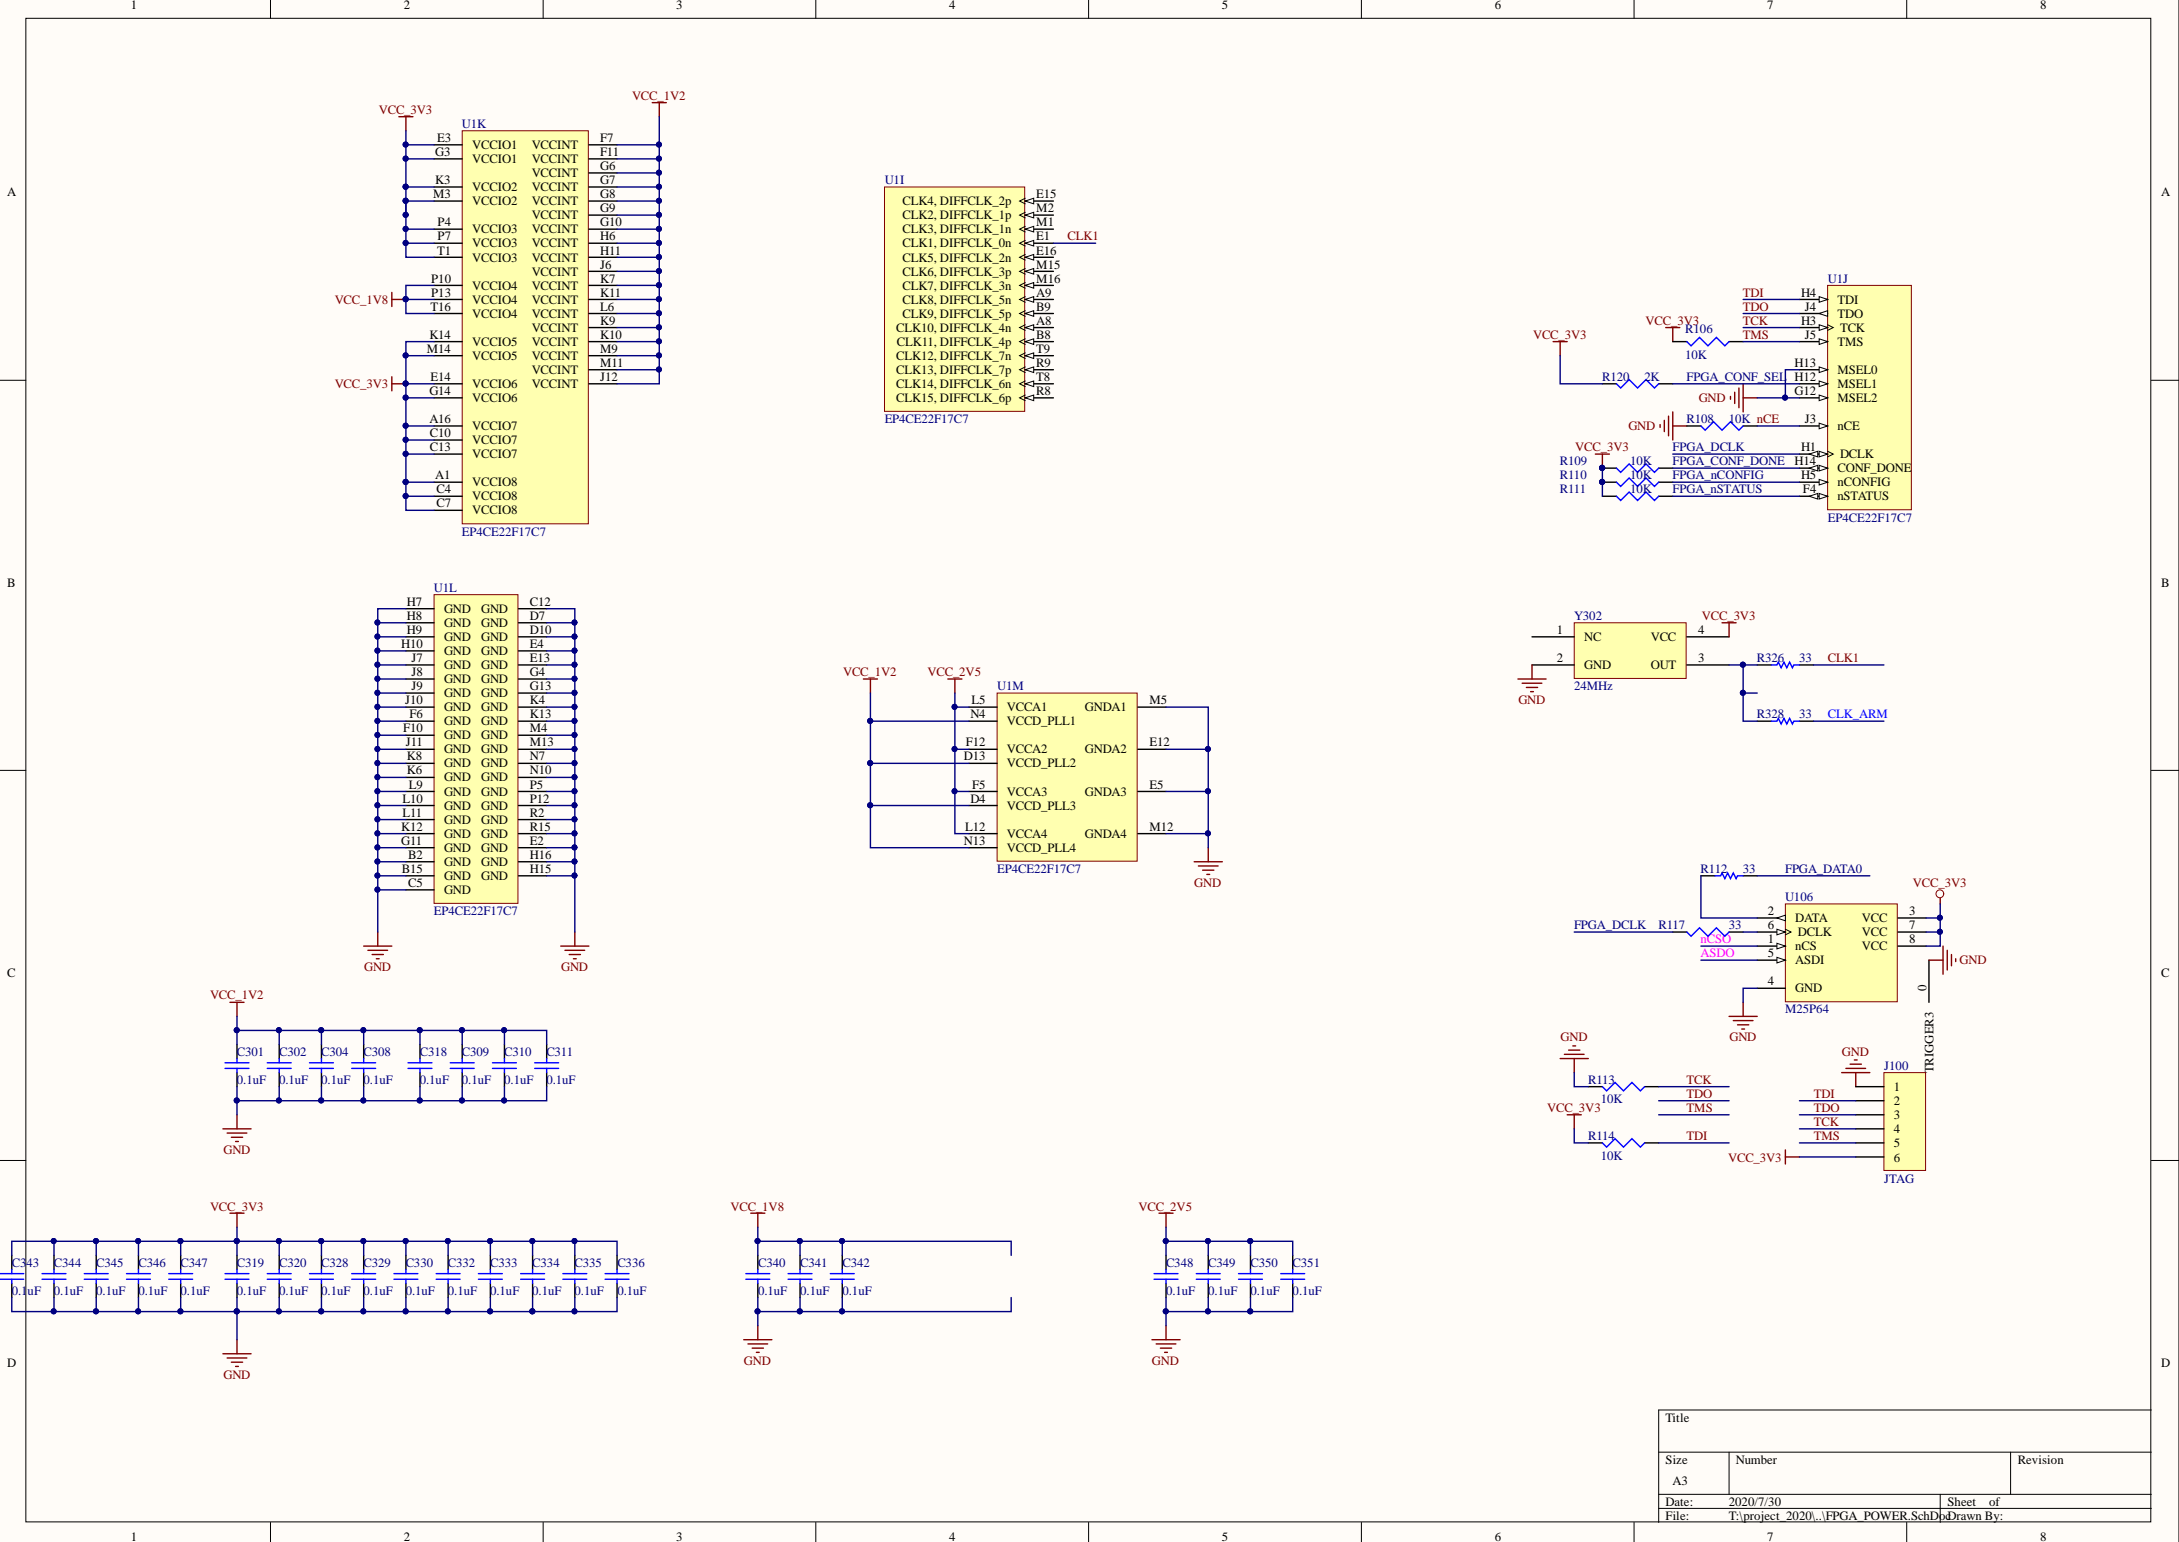 1 2 3 4 5 6 7 8
A A
B B
C C
D D
VCC_3V3
VCC_1V2
U1K
E3 VCCIO1 VCCINT F7
G3 VCCIO1 VCCINT F11
VCCINT G6
K3 VCCIO2 VCCINT G7
M3 VCCIO2 VCCINT G8
VCCINT G9
P4 VCCIO3 VCCINT G10
P7 VCCIO3 VCCINT H6
T1 VCCIO3 VCCINT H11
VCCINT J6
P10 VCCIO4 VCCINT K7
VCC_1V8 P13 VCCIO4 VCCINT K11
T16 VCCIO4 VCCINT L6
VCCINT K9
K14 VCCIO5 VCCINT K10
M14 VCCIO5 VCCINT M9
VCCINT M11
VCC_3V3 E14 VCCIO6 VCCINT J12
G14 VCCIO6
A16 VCCIO7
C10 VCCIO7
C13 VCCIO7
A1 VCCIO8
C4 VCCIO8
C7 VCCIO8
EP4CE22F17C7
U1I
CLK4, DIFFCLK_2p E15
CLK2, DIFFCLK_1p M2
CLK3, DIFFCLK_1n M1
CLK1, DIFFCLK_0n E1 CLK1
CLK5, DIFFCLK_2n E16
CLK6, DIFFCLK_3p M15
CLK7, DIFFCLK_3n M16
CLK8, DIFFCLK_5n A9
CLK9, DIFFCLK_5p B9
CLK10, DIFFCLK_4n A8
CLK11, DIFFCLK_4p B8
CLK12, DIFFCLK_7n T9
CLK13, DIFFCLK_7p R9
CLK14, DIFFCLK_6n T8
CLK15, DIFFCLK_6p R8
EP4CE22F17C7
U1J
TDI H4 TDI
TDO J4 TDO
VCC_3V3 TCK H3 TCK
VCC_3V3 R106 TMS J5 TMS
10K
H13 MSEL0
R120 2K FPGA_CONF_SEL H12 MSEL1
GND G12 MSEL2
GND R108 10K nCE J3 nCE
VCC_3V3 FPGA_DCLK H1 DCLK
R109 10K FPGA_CONF_DONE H14 CONF_DONE
R110 10K FPGA_nCONFIG H5 nCONFIG
R111 10K FPGA_nSTATUS F4 nSTATUS
EP4CE22F17C7
U1L
H7 GND GND C12
H8 GND GND D7
H9 GND GND D10
H10 GND GND E4
J7 GND GND E13
J8 GND GND G4
J9 GND GND G13
J10 GND GND K4
F6 GND GND K13
F10 GND GND M4
J11 GND GND M13
K8 GND GND N7
K6 GND GND N10
L9 GND GND P5
L10 GND GND P12
L11 GND GND R2
K12 GND GND R15
G11 GND GND E2
B2 GND GND H16
B15 GND GND H15
C5 GND
EP4CE22F17C7
GND GND
VCC_1V2 VCC_2V5
U1M
L5 VCCA1 GNDA1 M5
N4 VCCD_PLL1
F12 VCCA2 GNDA2 E12
D13 VCCD_PLL2
F5 VCCA3 GNDA3 E5
D4 VCCD_PLL3
L12 VCCA4 GNDA4 M12
N13 VCCD_PLL4
EP4CE22F17C7
GND
Y302 VCC_3V3
1 NC VCC 4
2 GND OUT 3 R326 33 CLK1
24MHz
GND
R328 33 CLK_ARM
R112 33 FPGA_DATA0
VCC_3V3
U106
2 DATA VCC 3
FPGA_DCLK R117 33 6 DCLK VCC 7
nCSO 1 nCS VCC 8
ASDO 5 ASDI
GND
4 GND
M25P64
GND
0
TRIGGER3
GND
R113 TCK
10K TDO
VCC_3V3 TMS
R114 TDI
10K
GND
J100
1
TDI 2
TDO 3
TCK 4
TMS 5
VCC_3V3 6
JTAG
VCC_1V2
C301 C302 C304 C308 C318 C309 C310 C311
0.1uF 0.1uF 0.1uF 0.1uF 0.1uF 0.1uF 0.1uF 0.1uF
GND
VCC_3V3
C343 C344 C345 C346 C347 C319 C320 C328 C329 C330 C332 C333 C334 C335 C336
0.1uF 0.1uF 0.1uF 0.1uF 0.1uF 0.1uF 0.1uF 0.1uF 0.1uF 0.1uF 0.1uF 0.1uF 0.1uF 0.1uF 0.1uF
GND
VCC_1V8
C340 C341 C342
0.1uF 0.1uF 0.1uF
GND
VCC_2V5
C348 C349 C350 C351
0.1uF 0.1uF 0.1uF 0.1uF
GND
Title
Size Number Revision
A3
Date: 2020/7/30 Sheet of
File: T:\project_2020\..\FPGA_POWER.SchDoc Drawn By:
1 2 3 4 5 6 7 8